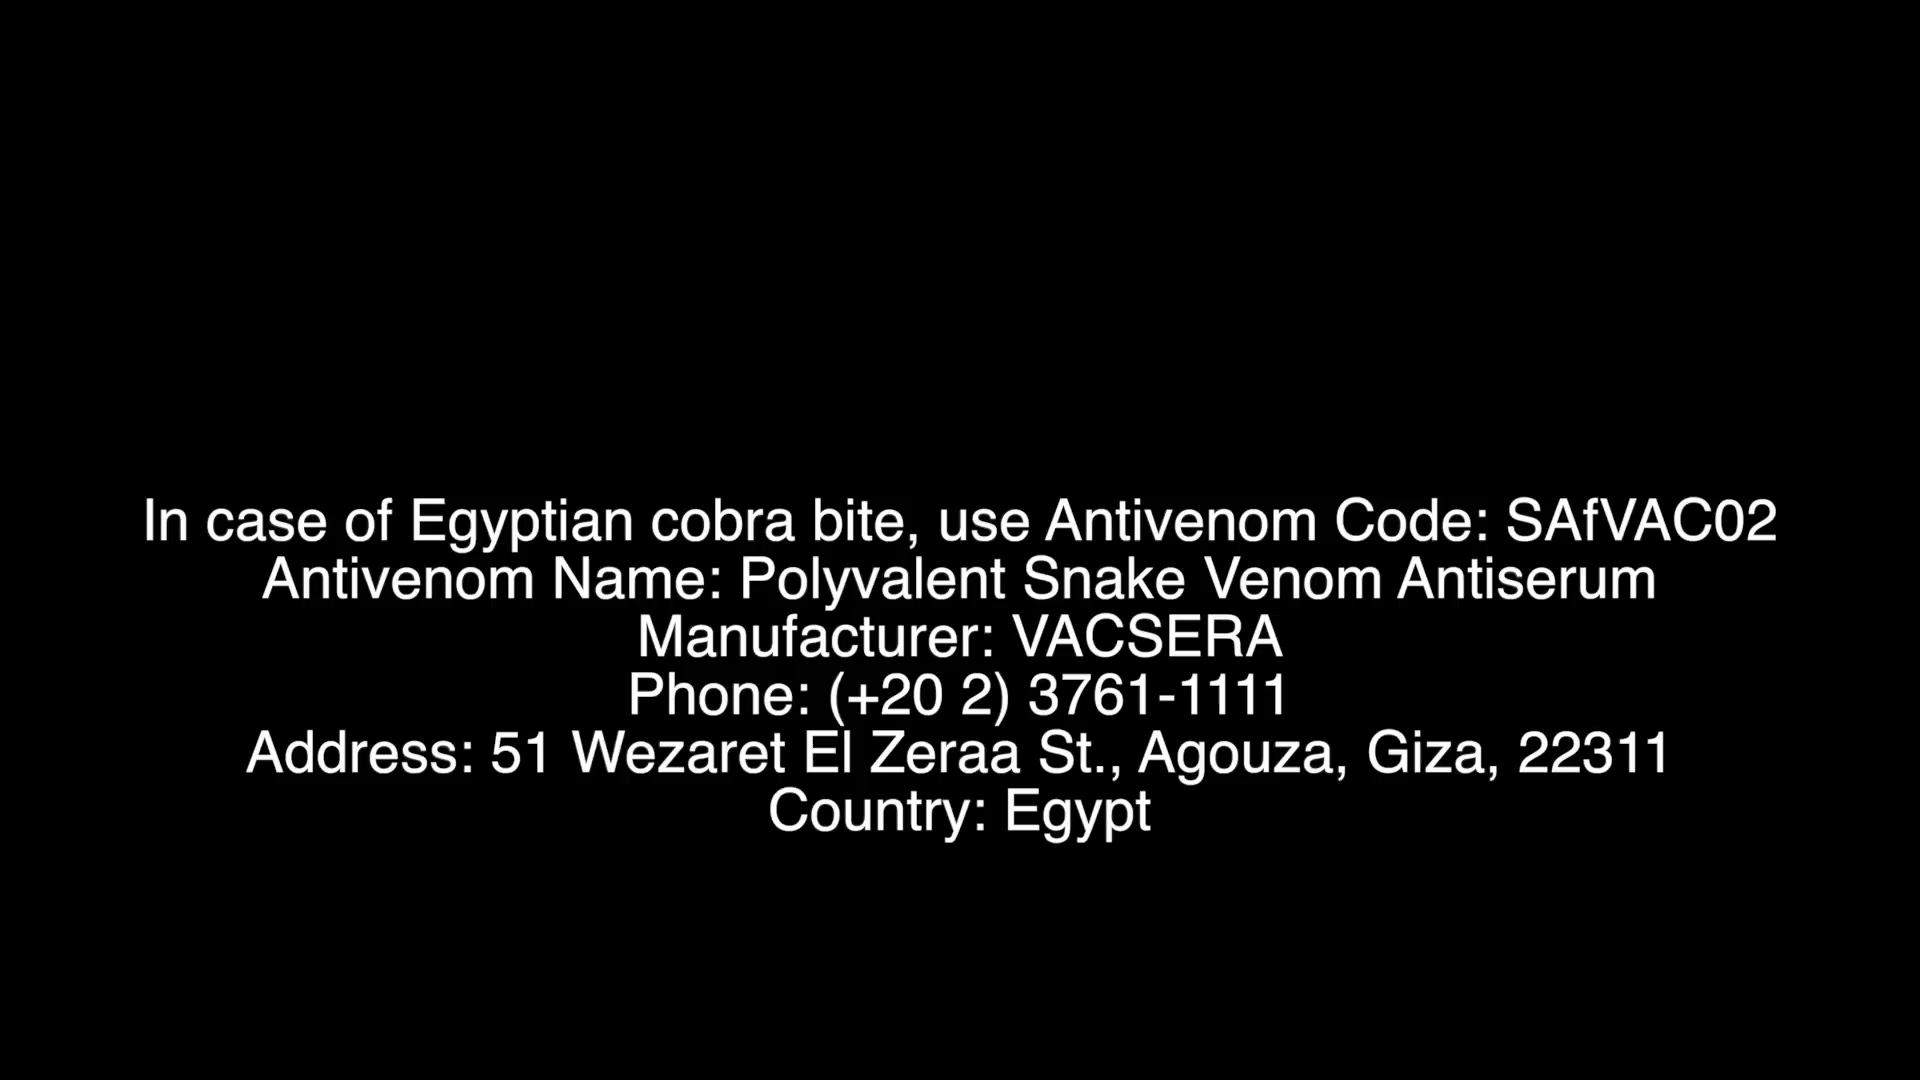 In case of Egyptian cobra bite, use Antivenom Code: SAfVAC02
Antivenom Name: Polyvalent Snake Venom Antiserum
Manufacturer: VACSERA
Phone: (+20 2) 3761-1111
Address: 51 Wezaret El Zeraa St., Agouza, Giza, 22311
Country: Egypt